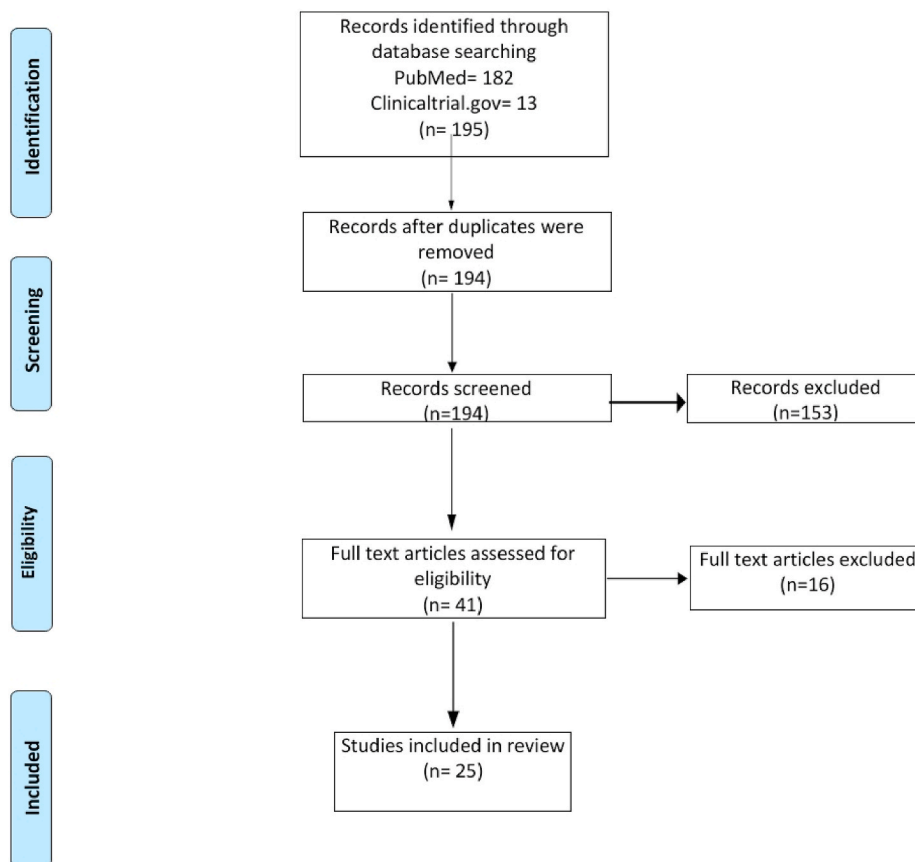 Identification
Records identified through
database searching
PubMed= 182
Clinicaltrial.gov= 13
(n= 195)
Records after duplicates were
removed
(n= 194)
Screening
Records screened
(n=194)
Records excluded
(n=153)
Eligibility
Full text articles assessed for
eligibility
(n= 41)
Full text articles excluded
(n=16)
Included
Studies included in review
(n= 25)